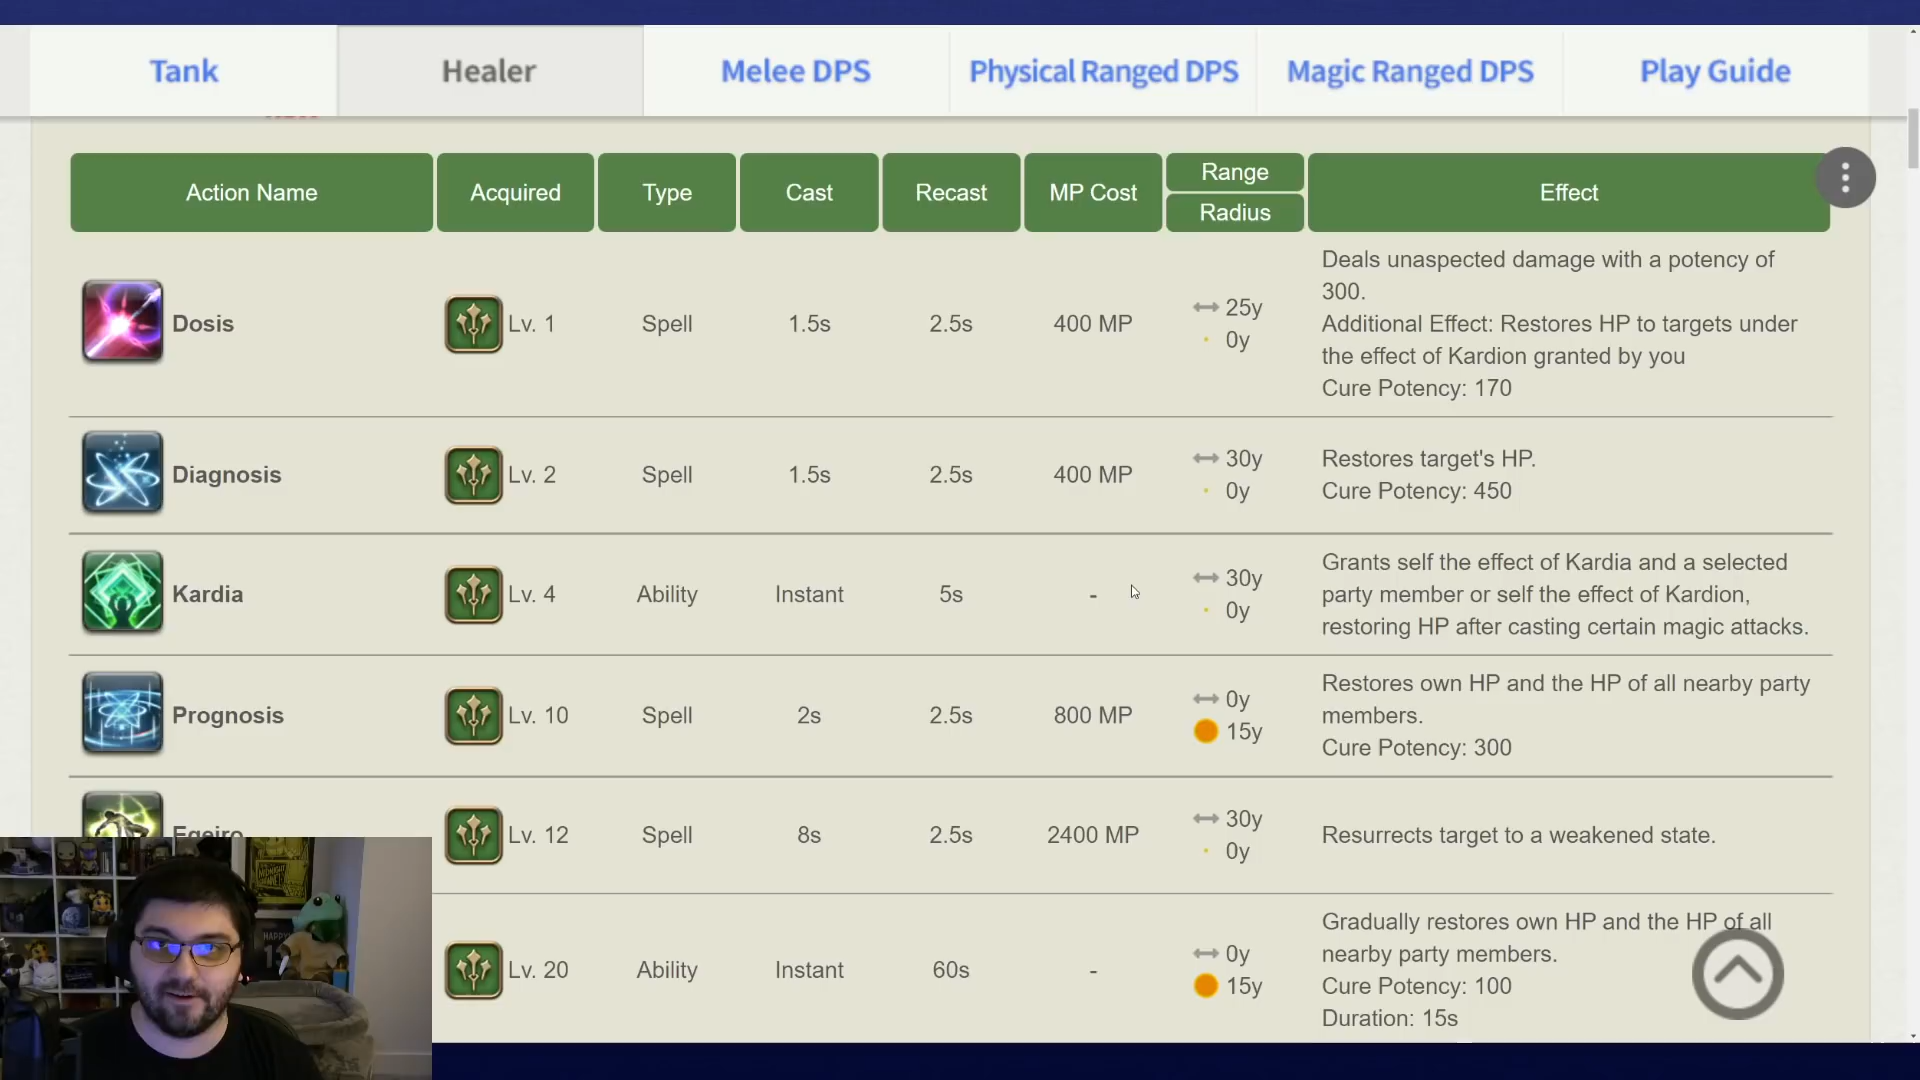 Tank
Healer
Melee DPS
Physical Ranged DPS
Magic Ranged DPS
Play Guide
Action Name
Acquired
Type
Cast
Recast
MP Cost
Range
Radius
Effect
Dosis
Lv. 1
Spell
1.5s
2.5s
400 MP
25y
0y
Deals unaspected damage with a potency of
300.
Additional Effect: Restores HP to targets under
the effect of Kardion granted by you
Cure Potency: 170
Diagnosis
Lv. 2
Spell
1.5s
2.5s
400 MP
30y
0y
Restores target's HP.
Cure Potency: 450
Kardia
Lv. 4
Ability
Instant
5s
-
30y
0y
Grants self the effect of Kardia and a selected
party member or self the effect of Kardion,
restoring HP after casting certain magic attacks.
Prognosis
Lv. 10
Spell
2s
2.5s
800 MP
0y
15y
Restores own HP and the HP of all nearby party
members.
Cure Potency: 300
Egeiro
Lv. 12
Spell
8s
2.5s
2400 MP
30y
0y
Resurrects target to a weakened state.
Lv. 20
Ability
Instant
60s
-
0y
15y
Gradually restores own HP and the HP of all
nearby party members.
Cure Potency: 100
Duration: 15s